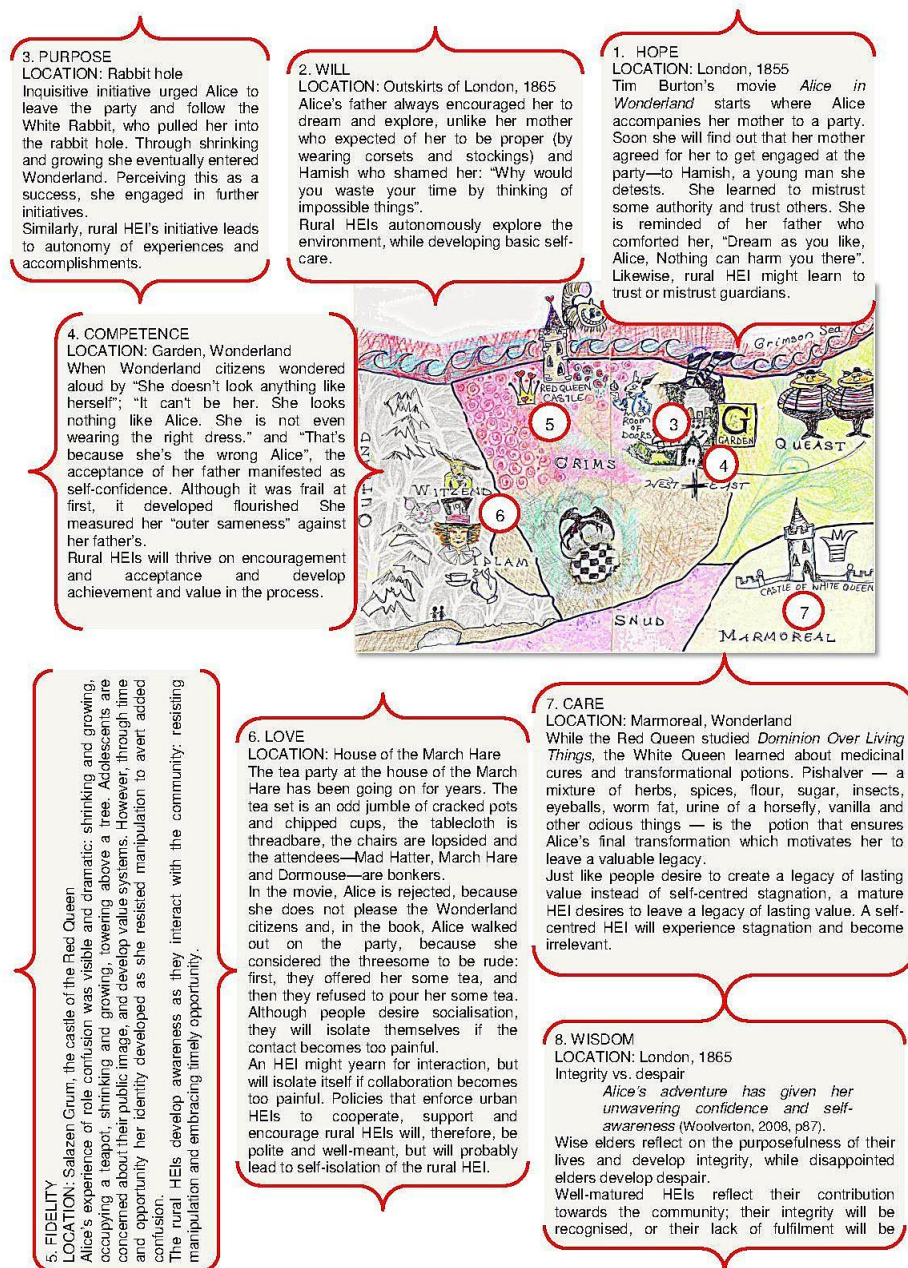 3. PURPOSE
LOCATION: Rabbit hole
Inquisitive initiative urged Alice to
leave the party and follow the
White Rabbit, who pulled her into
the rabbit hole. Through shrinking
and growing she eventually entered
Wonderland. Perceiving this as a
success, she engaged in further
initiatives.
Similarly, rural HEI's initiative leads
to autonomy of experiences and
accomplishments.
2. WILL
LOCATION: Outskirts of London, 1865
Alice's father always encouraged her to
dream and explore, unlike her mother
who expected of her to be proper (by
wearing corsets and stockings) and
Hamish who shamed her: "Why would
you waste your time by thinking of
impossible things".
Rural HEIs autonomously explore the
environment, while developing basic self-
care.
1. HOPE
LOCATION: London, 1855
Tim Burton's movie Alice in
Wonderland starts where Alice
accompanies her mother to a party.
Soon she will find out that her mother
agreed for her to get engaged at the
party—to Hamish, a young man she
detests. She learned to mistrust
some authority and trust others. She
is reminded of her father who
comforted her, "Dream as you like,
Alice, Nothing can harm you there".
Likewise, rural HEI might learn to
trust or mistrust guardians.
4. COMPETENCE
LOCATION: Garden, Wonderland
When Wonderland citizens wondered
aloud by "She doesn't look anything like
herself"; "It can't be her. She looks
nothing like Alice. She is not even
wearing the right dress." and "That's
because she's the wrong Alice", the
acceptance of her father manifested as
self-confidence. Although it was frail at
first, it developed flourished She
measured her "outer sameness" against
her father's.
Rural HEIs will thrive on encouragement
and acceptance and develop
achievement and value in the process.
Crimson Sea
RED QUEEN
CASTLE
5
ROOM
OF
DOORS
3
G
GARDEN
QUEAST
4
CRIMS
WEST EAST
OUTLAND
WITZEND
6
IPLAM
SNUD
CASTLE OF WHITE QUEEN
7
MARMOREAL
5. FIDELITY
LOCATION: Salazen Grum, the castle of the Red Queen
Alice's experience of role confusion was visible and dramatic: shrinking and growing,
occupying a teapot, shrinking and growing, towering above a tree. Adolescents are
concerned about their public image, and develop value systems. However, through time
and opportunity her identity developed as she resisted manipulation to avert added
confusion.
The rural HEIs develop awareness as they interact with the community: resisting
manipulation and embracing timely opportunity.
6. LOVE
LOCATION: House of the March Hare
The tea party at the house of the March
Hare has been going on for years. The
tea set is an odd jumble of cracked pots
and chipped cups, the tablecloth is
threadbare, the chairs are lopsided and
the attendees—Mad Hatter, March Hare
and Dormouse—are bonkers.
In the movie, Alice is rejected, because
she does not please the Wonderland
citizens and, in the book, Alice walked
out on the party, because she
considered the threesome to be rude:
first, they offered her some tea, and
then they refused to pour her some tea.
Although people desire socialisation,
they will isolate themselves if the
contact becomes too painful.
An HEI might yearn for interaction, but
will isolate itself if collaboration becomes
too painful. Policies that enforce urban
HEIs to cooperate, support and
encourage rural HEIs will, therefore, be
polite and well-meant, but will probably
lead to self-isolation of the rural HEI.
7. CARE
LOCATION: Marmoreal, Wonderland
While the Red Queen studied Dominion Over Living
Things, the White Queen learned about medicinal
cures and transformational potions. Pishalver — a
mixture of herbs, spices, flour, sugar, insects,
eyeballs, worm fat, urine of a horsefly, vanilla and
other odious things — is the potion that ensures
Alice's final transformation which motivates her to
leave a valuable legacy.
Just like people desire to create a legacy of lasting
value instead of self-centred stagnation, a mature
HEI desires to leave a legacy of lasting value. A self-
centred HEI will experience stagnation and become
irrelevant.
8. WISDOM
LOCATION: London, 1865
Integrity vs. despair
Alice's adventure has given her
unwavering confidence and self-
awareness (Woolverton, 2008, p87).
Wise elders reflect on the purposefulness of their
lives and develop integrity, while disappointed
elders develop despair.
Well-matured HEIs reflect their contribution
towards the community; their integrity will be
recognised, or their lack of fulfilment will be